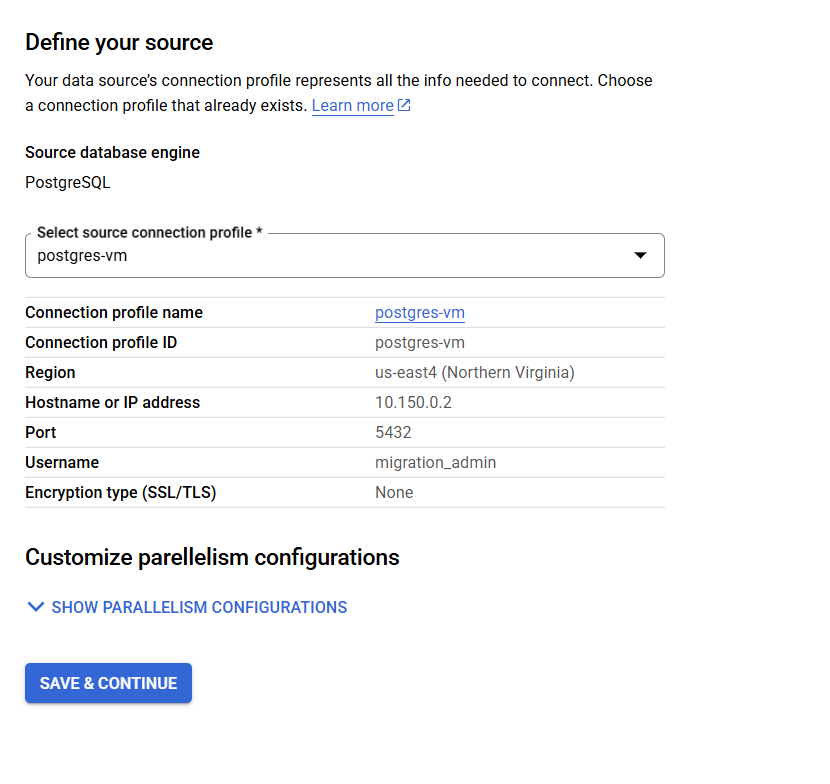 Define your source
Your data source's connection profile represents all the info needed to connect. Choose
a connection profile that already exists. Learn more
Source database engine
PostgreSQL
Select source connection profile *
postgres-vm
Connection profile name postgres-vm
Connection profile ID postgres-vm
Region us-east4 (Northern Virginia)
Hostname or IP address 10.150.0.2
Port 5432
Username migration_admin
Encryption type (SSL/TLS) None
Customize parellelism configurations
SHOW PARALLELISM CONFIGURATIONS
SAVE & CONTINUE